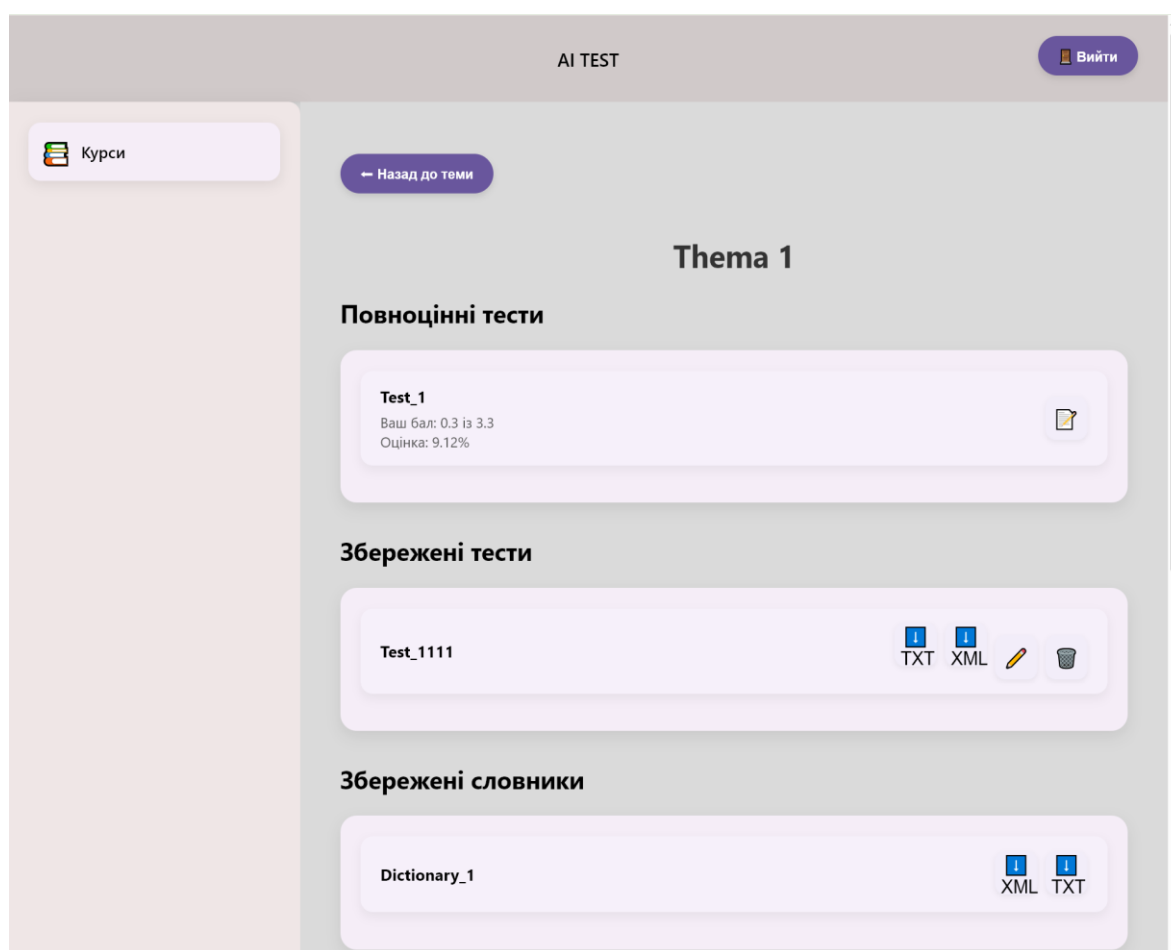 AI TEST
Вийти
Курси
← Назад до теми
Thema 1
Повноцінні тести
Test_1
Ваш бал: 0.3 із 3.3
Оцінка: 9.12%
Збережені тести
Test_1111
TXT XML
Збережені словники
Dictionary_1
XML TXT